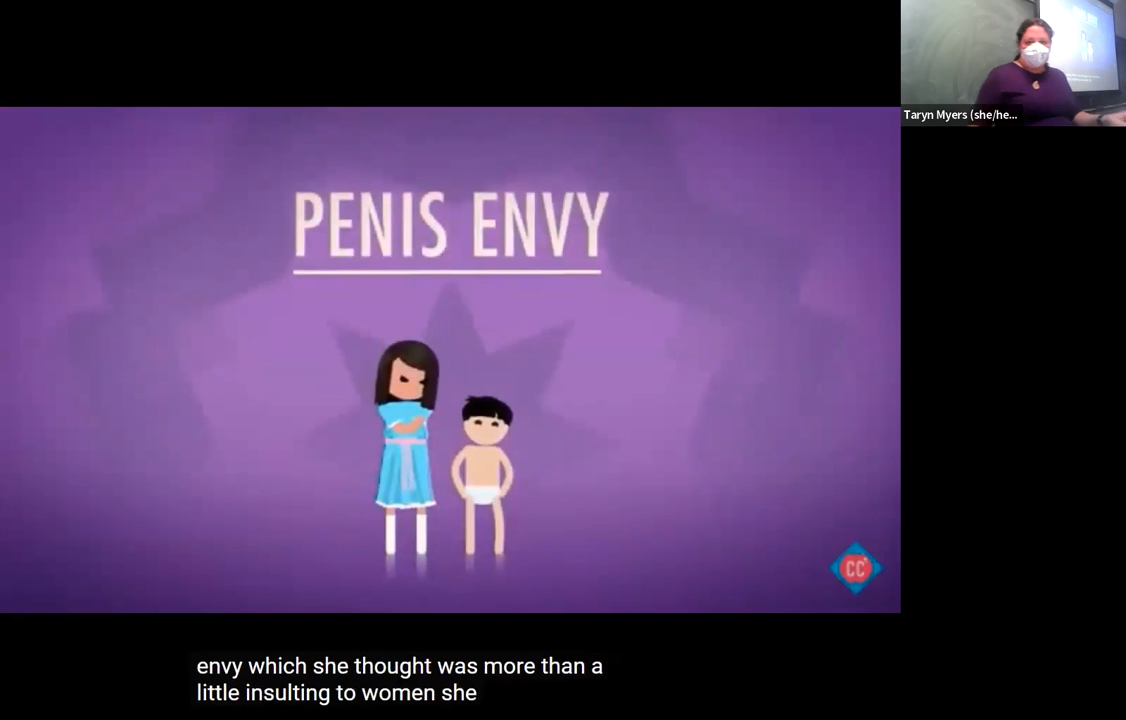 Taryn Myers (she/he...
PENIS ENVY
CC
envy which she thought was more than a
little insulting to women she